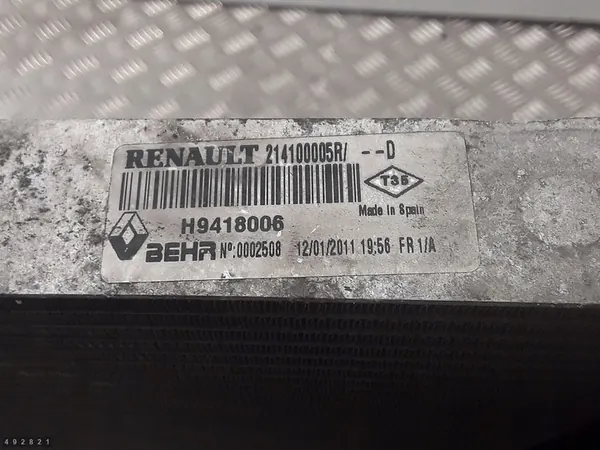 RENAULT 214100005R/ --D
T35
Made In Spain
H9418006
BEHR Nº:0002508 12/01/2011 19:56 FR 1/A
492821